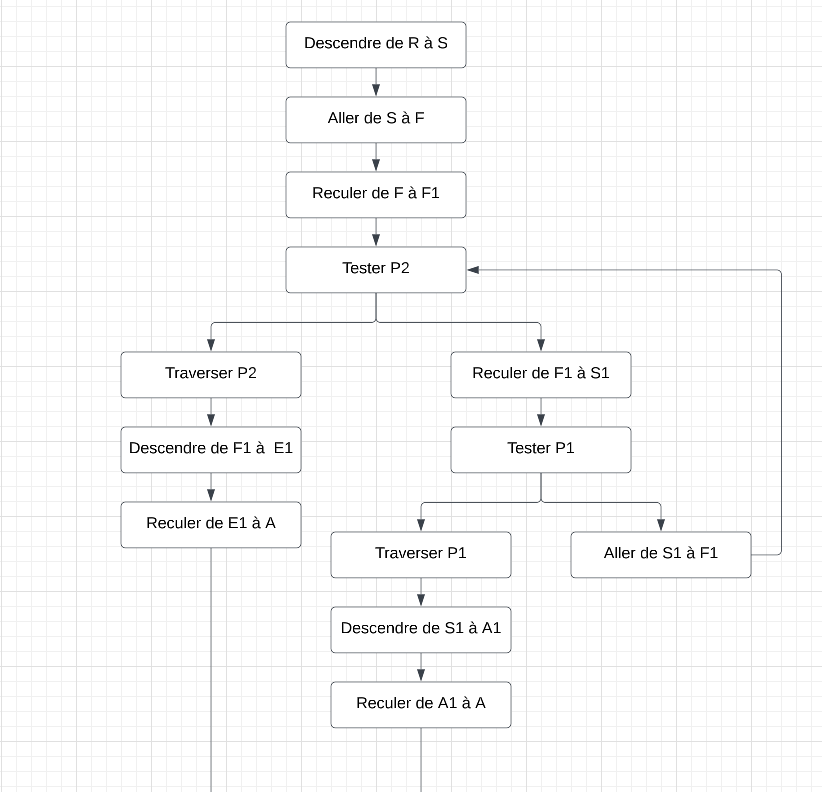 Descendre de R à S
Aller de S à F
Reculer de F à F1
Tester P2
Traverser P2
Reculer de F1 à S1
Descendre de F1 à  E1
Tester P1
Reculer de E1 à A
Traverser P1
Aller de S1 à F1
Descendre de S1 à A1
Reculer de A1 à A